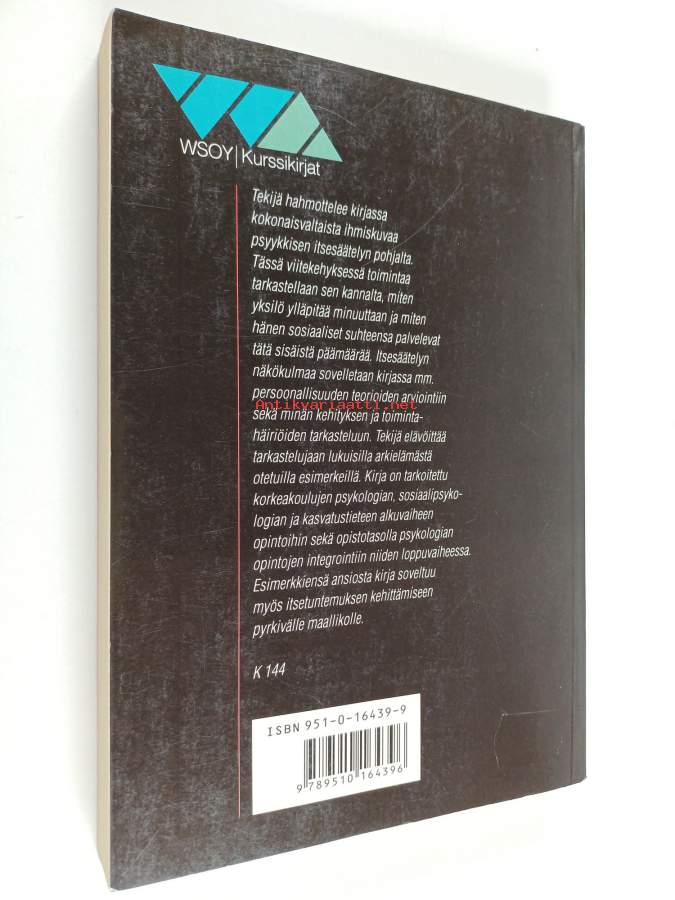 WSOY | Kurssikirjat
Tekijä hahmottelee kirjassa
kokonaisvaltaista ihmiskuvaa
psyykkisen itsesäätelyn pohjalta.
Tässä viitekehyksessä toimintaa
tarkastellaan sen kannalta, miten
yksilö ylläpitää minuuttaan ja miten
hänen sosiaaliset suhteensa palvelevat
tätä sisäistä päämäärää. Itsesäätelyn
näkökulmaa sovelletaan kirjassa mm.
persoonallisuuden teorioiden arviointiin
Antikvariaatti.net
sekä minän kehityksen ja toiminta-
häiriöiden tarkasteluun. Tekijä elävöittää
tarkastelujaan lukuisilla arkielämästä
otetuilla esimerkeillä. Kirja on tarkoitettu
korkeakoulujen psykologian, sosiaalipsyko-
logian ja kasvatustieteen alkuvaiheen
opintoihin sekä opistotasolla psykologian
opintojen integrointiin niiden loppuvaiheessa.
Esimerkkiensä ansiosta kirja soveltuu
myös itsetuntemuksen kehittämiseen
pyrkivälle maallikolle.
K 144
ISBN 951-0-16439-9
9 789510 164396